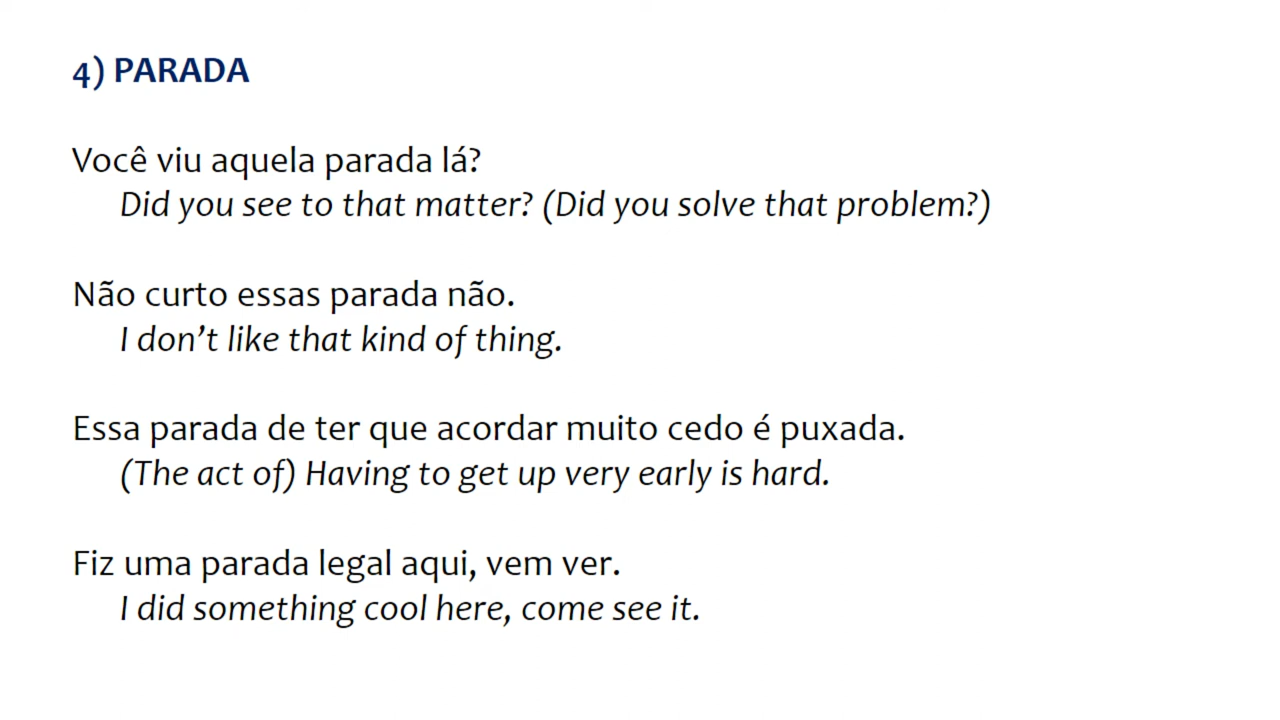 4) PARADA
Você viu aquela parada lá?
Did you see to that matter? (Did you solve that problem?)
Não curto essas parada não.
I don’t like that kind of thing.
Essa parada de ter que acordar muito cedo é puxada.
(The act of) Having to get up very early is hard.
Fiz uma parada legal aqui, vem ver.
I did something cool here, come see it.